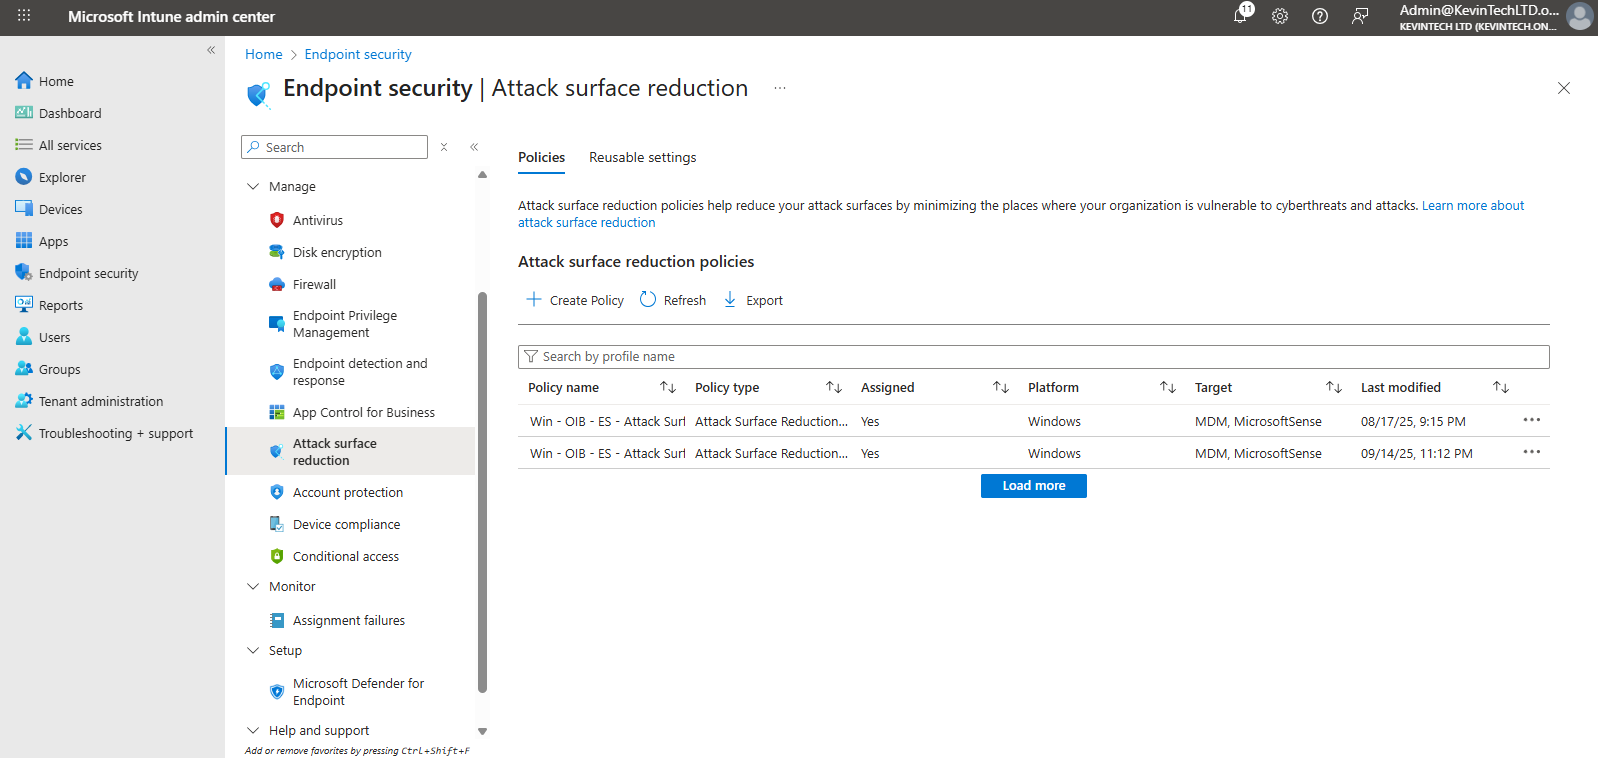 Microsoft Intune admin center
11
Admin@KevinTechLTD.o...
KEVINTECH LTD (KEVINTECH.ON...
Home
Dashboard
All services
Explorer
Devices
Apps
Endpoint security
Reports
Users
Groups
Tenant administration
Troubleshooting + support
Home > Endpoint security
Endpoint security | Attack surface reduction ...
Search
Manage
Antivirus
Disk encryption
Firewall
Endpoint Privilege
Management
Endpoint detection and
response
App Control for Business
Attack surface
reduction
Account protection
Device compliance
Conditional access
Monitor
Assignment failures
Setup
Microsoft Defender for
Endpoint
Help and support
Add or remove favorites by pressing Ctrl+Shift+F
Policies Reusable settings
Attack surface reduction policies help reduce your attack surfaces by minimizing the places where your organization is vulnerable to cyberthreats and attacks. Learn more about
attack surface reduction
Attack surface reduction policies
Create Policy Refresh Export
Search by profile name
Policy name Policy type Assigned Platform Target Last modified
Win - OIB - ES - Attack Surf Attack Surface Reduction... Yes Windows MDM, MicrosoftSense 08/17/25, 9:15 PM
Win - OIB - ES - Attack Surf Attack Surface Reduction... Yes Windows MDM, MicrosoftSense 09/14/25, 11:12 PM
Load more